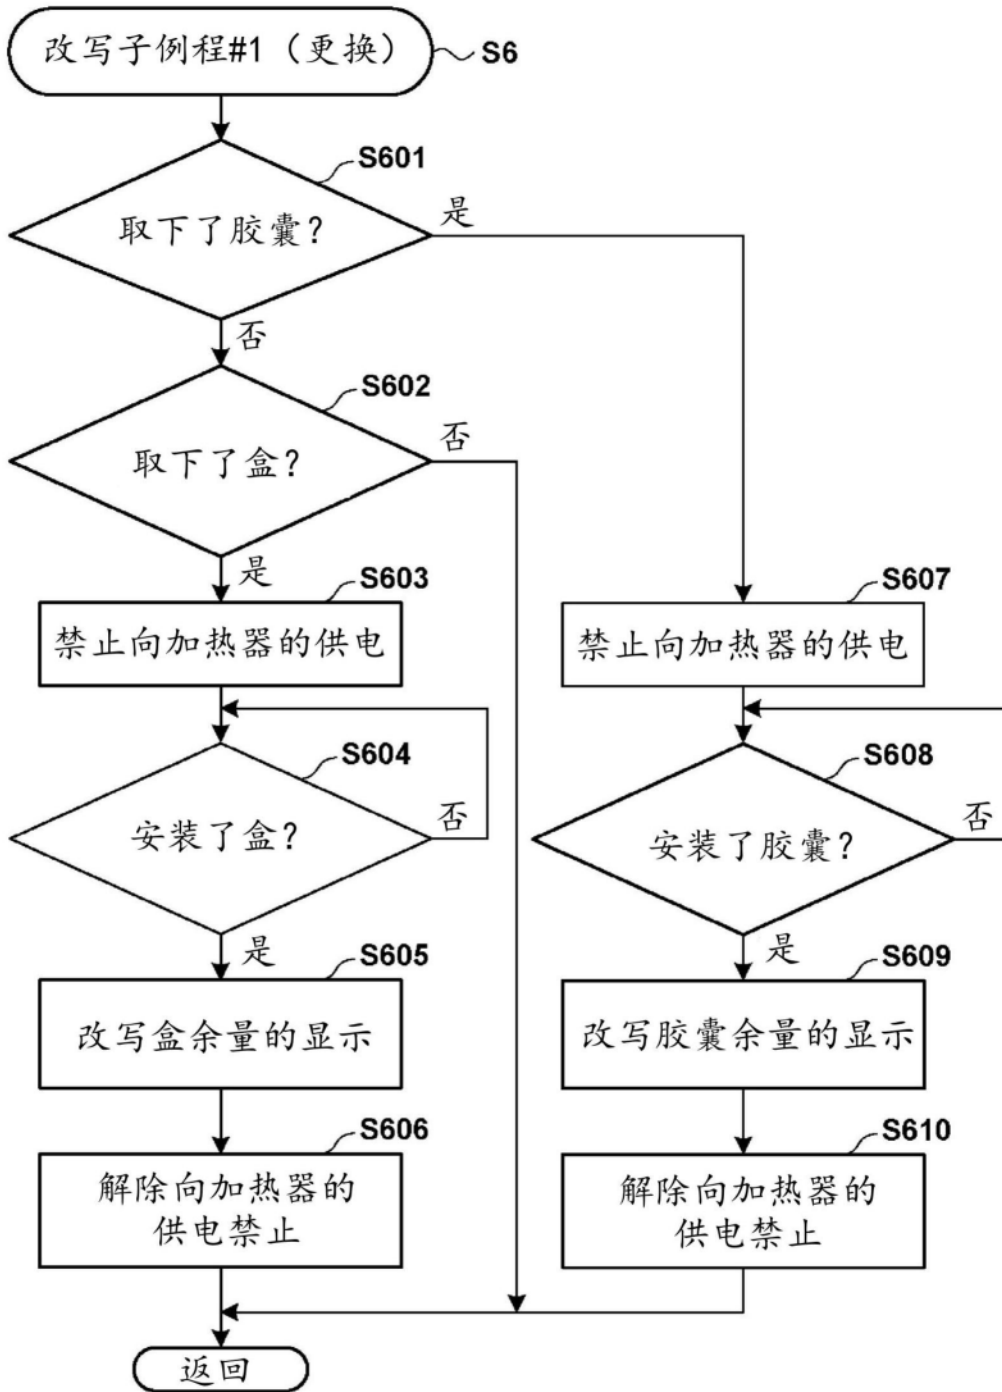 改写子例程#1（更换）
S6
S601
取下了胶囊？
是
否
S602
取下了盒？
否
是
S603
禁止向加热器的供电
S607
禁止向加热器的供电
S604
安装了盒？
否
是
S608
安装了胶囊？
否
是
S605
改写盒余量的显示
S609
改写胶囊余量的显示
S606
解除向加热器的
供电禁止
S610
解除向加热器的
供电禁止
返回